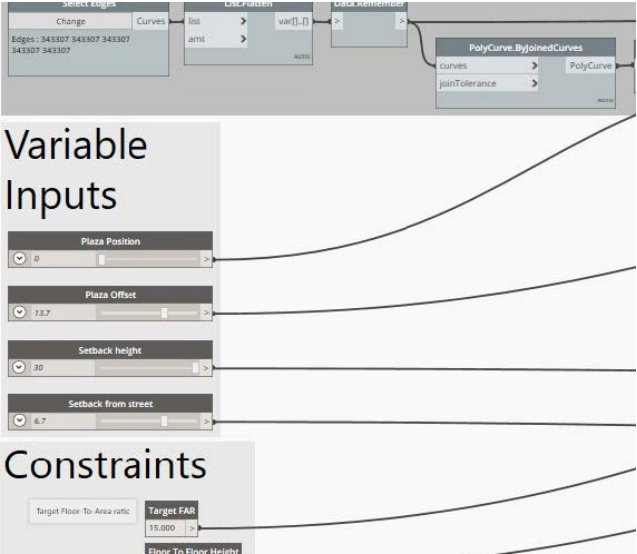 Select Edges
Change
Curves
Edges : 343307 343307 343307
343307 343307
List.Flatten
list
var[]..[]
amt
AUTO
Data.Remember
PolyCurve.ByJoinedCurves
curves
PolyCurve
joinTolerance
AUTO
Variable
Inputs
Plaza Position
0
Plaza Offset
13.7
Setback height
30
Setback from street
6.7
Constraints
Target Floor-To-Area ratio
Target FAR
15.000
Floor To Floor Height